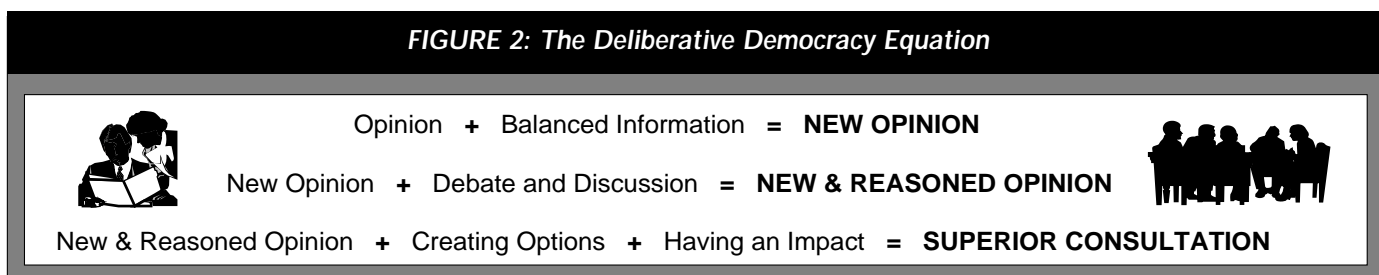 FIGURE 2: The Deliberative Democracy Equation
Opinion + Balanced Information = NEW OPINION
New Opinion + Debate and Discussion = NEW & REASONED OPINION
New & Reasoned Opinion + Creating Options + Having an Impact = SUPERIOR CONSULTATION